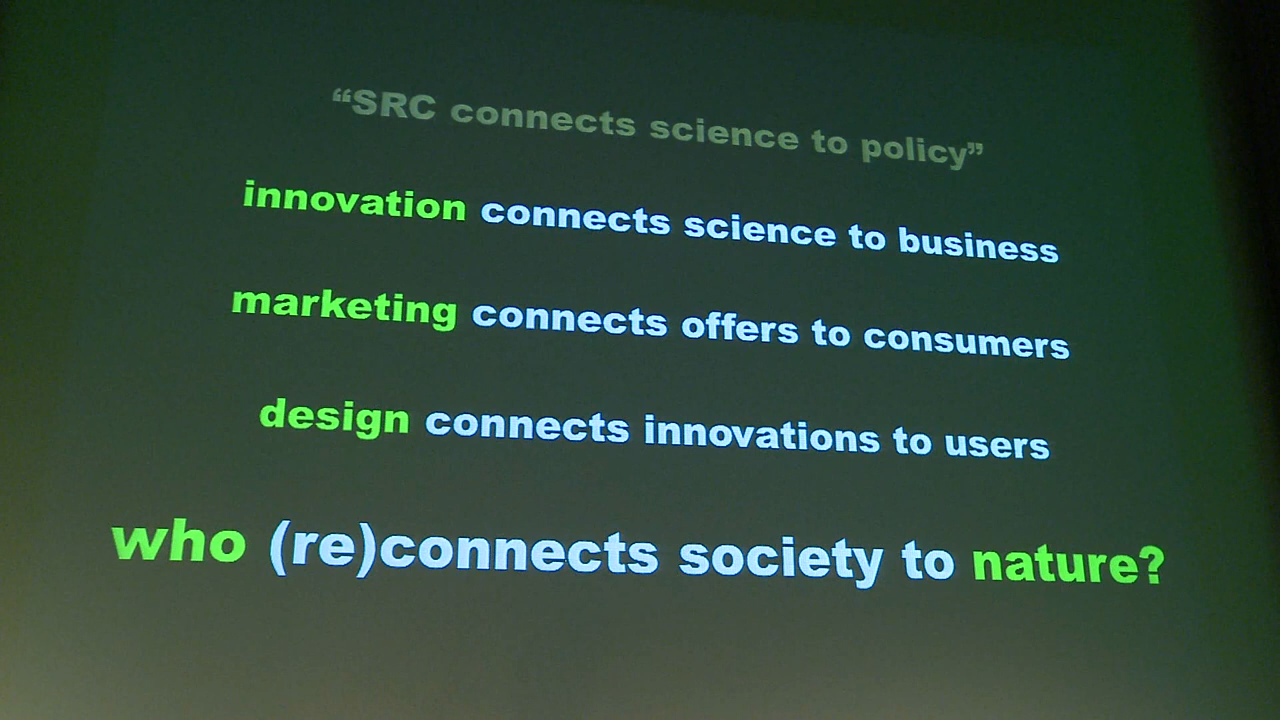 “SRC connects science to policy”
innovation connects science to business
marketing connects offers to consumers
design connects innovations to users
who (re)connects society to nature?